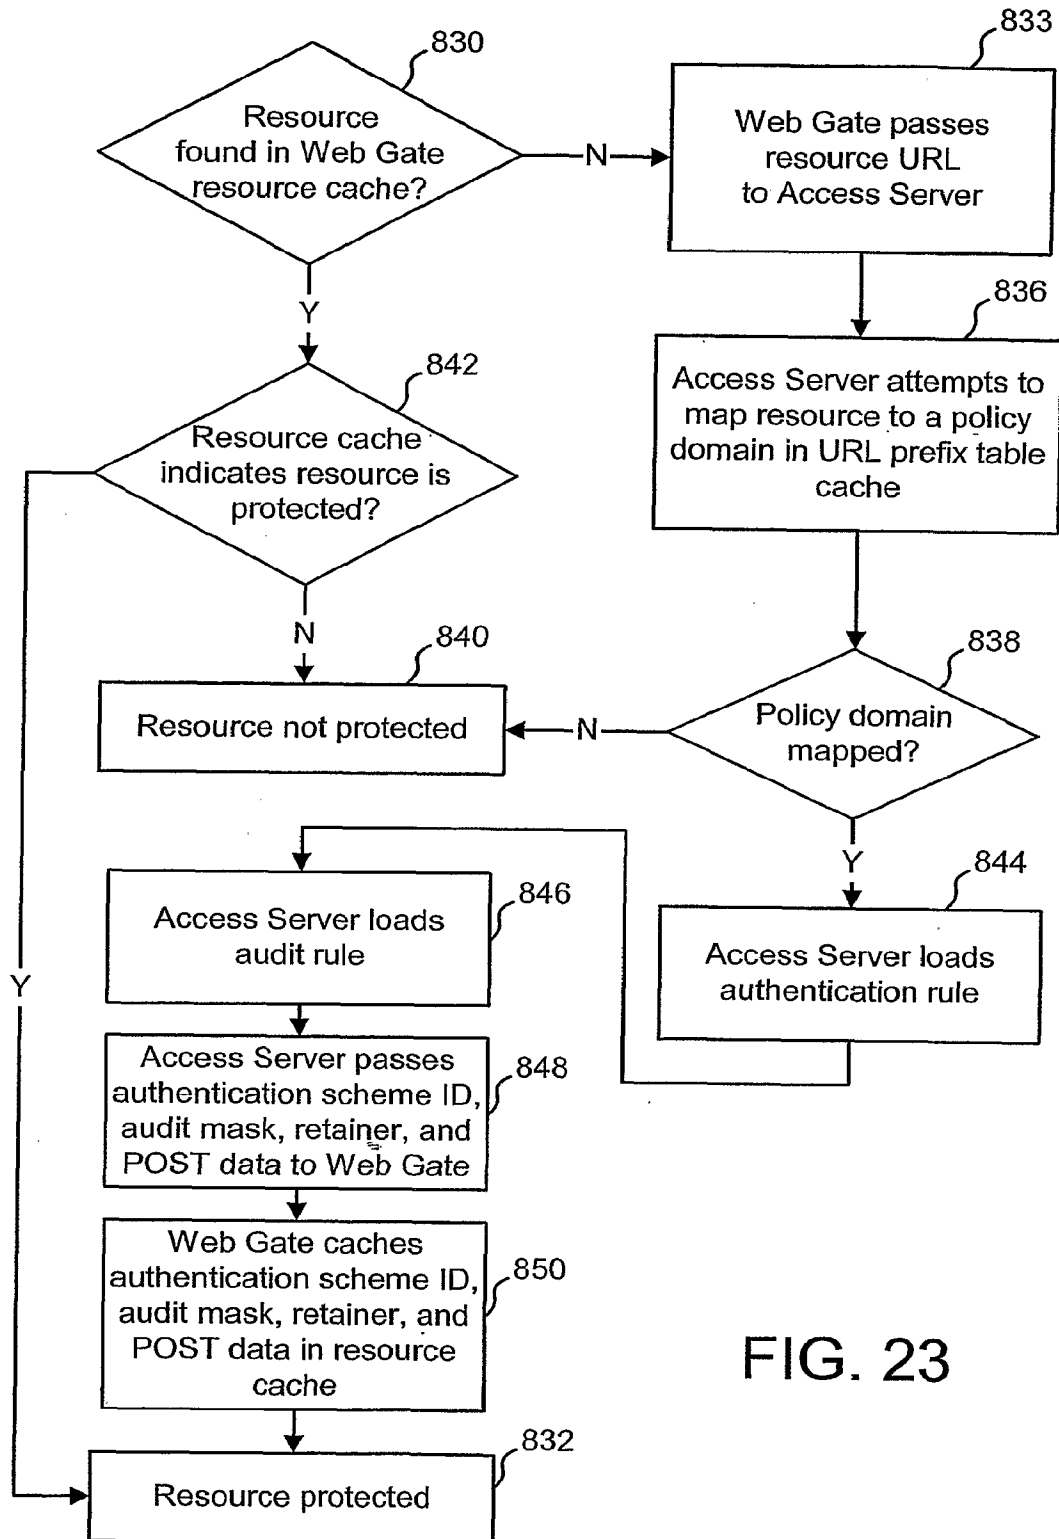 830
Resource
found in Web Gate
resource cache?
N
833
Web Gate passes
resource URL
to Access Server
Y
836
Access Server attempts to
map resource to a policy
domain in URL prefix table
cache
842
Resource cache
indicates resource is
protected?
N
840
Resource not protected
838
Policy domain
mapped?
N
Y
844
Access Server loads
authentication rule
846
Access Server loads
audit rule
Y
848
Access Server passes
authentication scheme ID,
audit mask, retainer, and
POST data to Web Gate
850
Web Gate caches
authentication scheme ID,
audit mask, retainer, and
POST data in resource
cache
832
Resource protected
FIG. 23